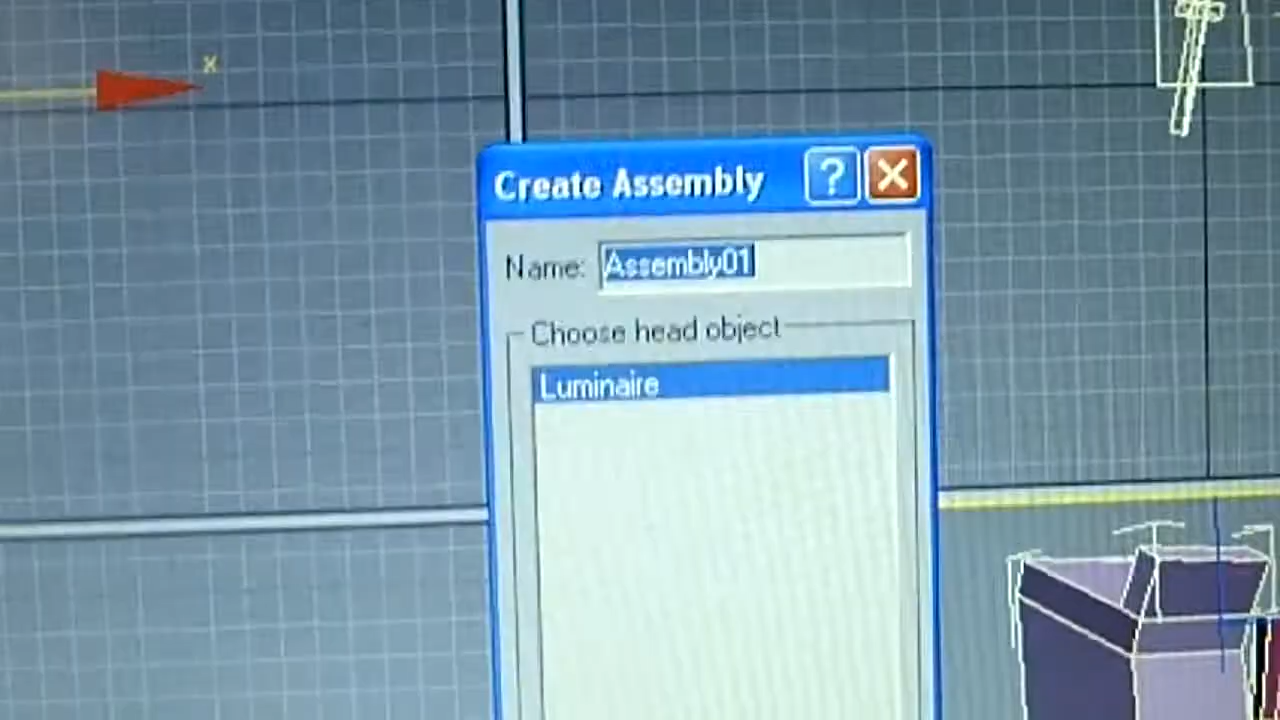 x
Create Assembly ?
Name: Assembly01
Choose head object
Luminaire